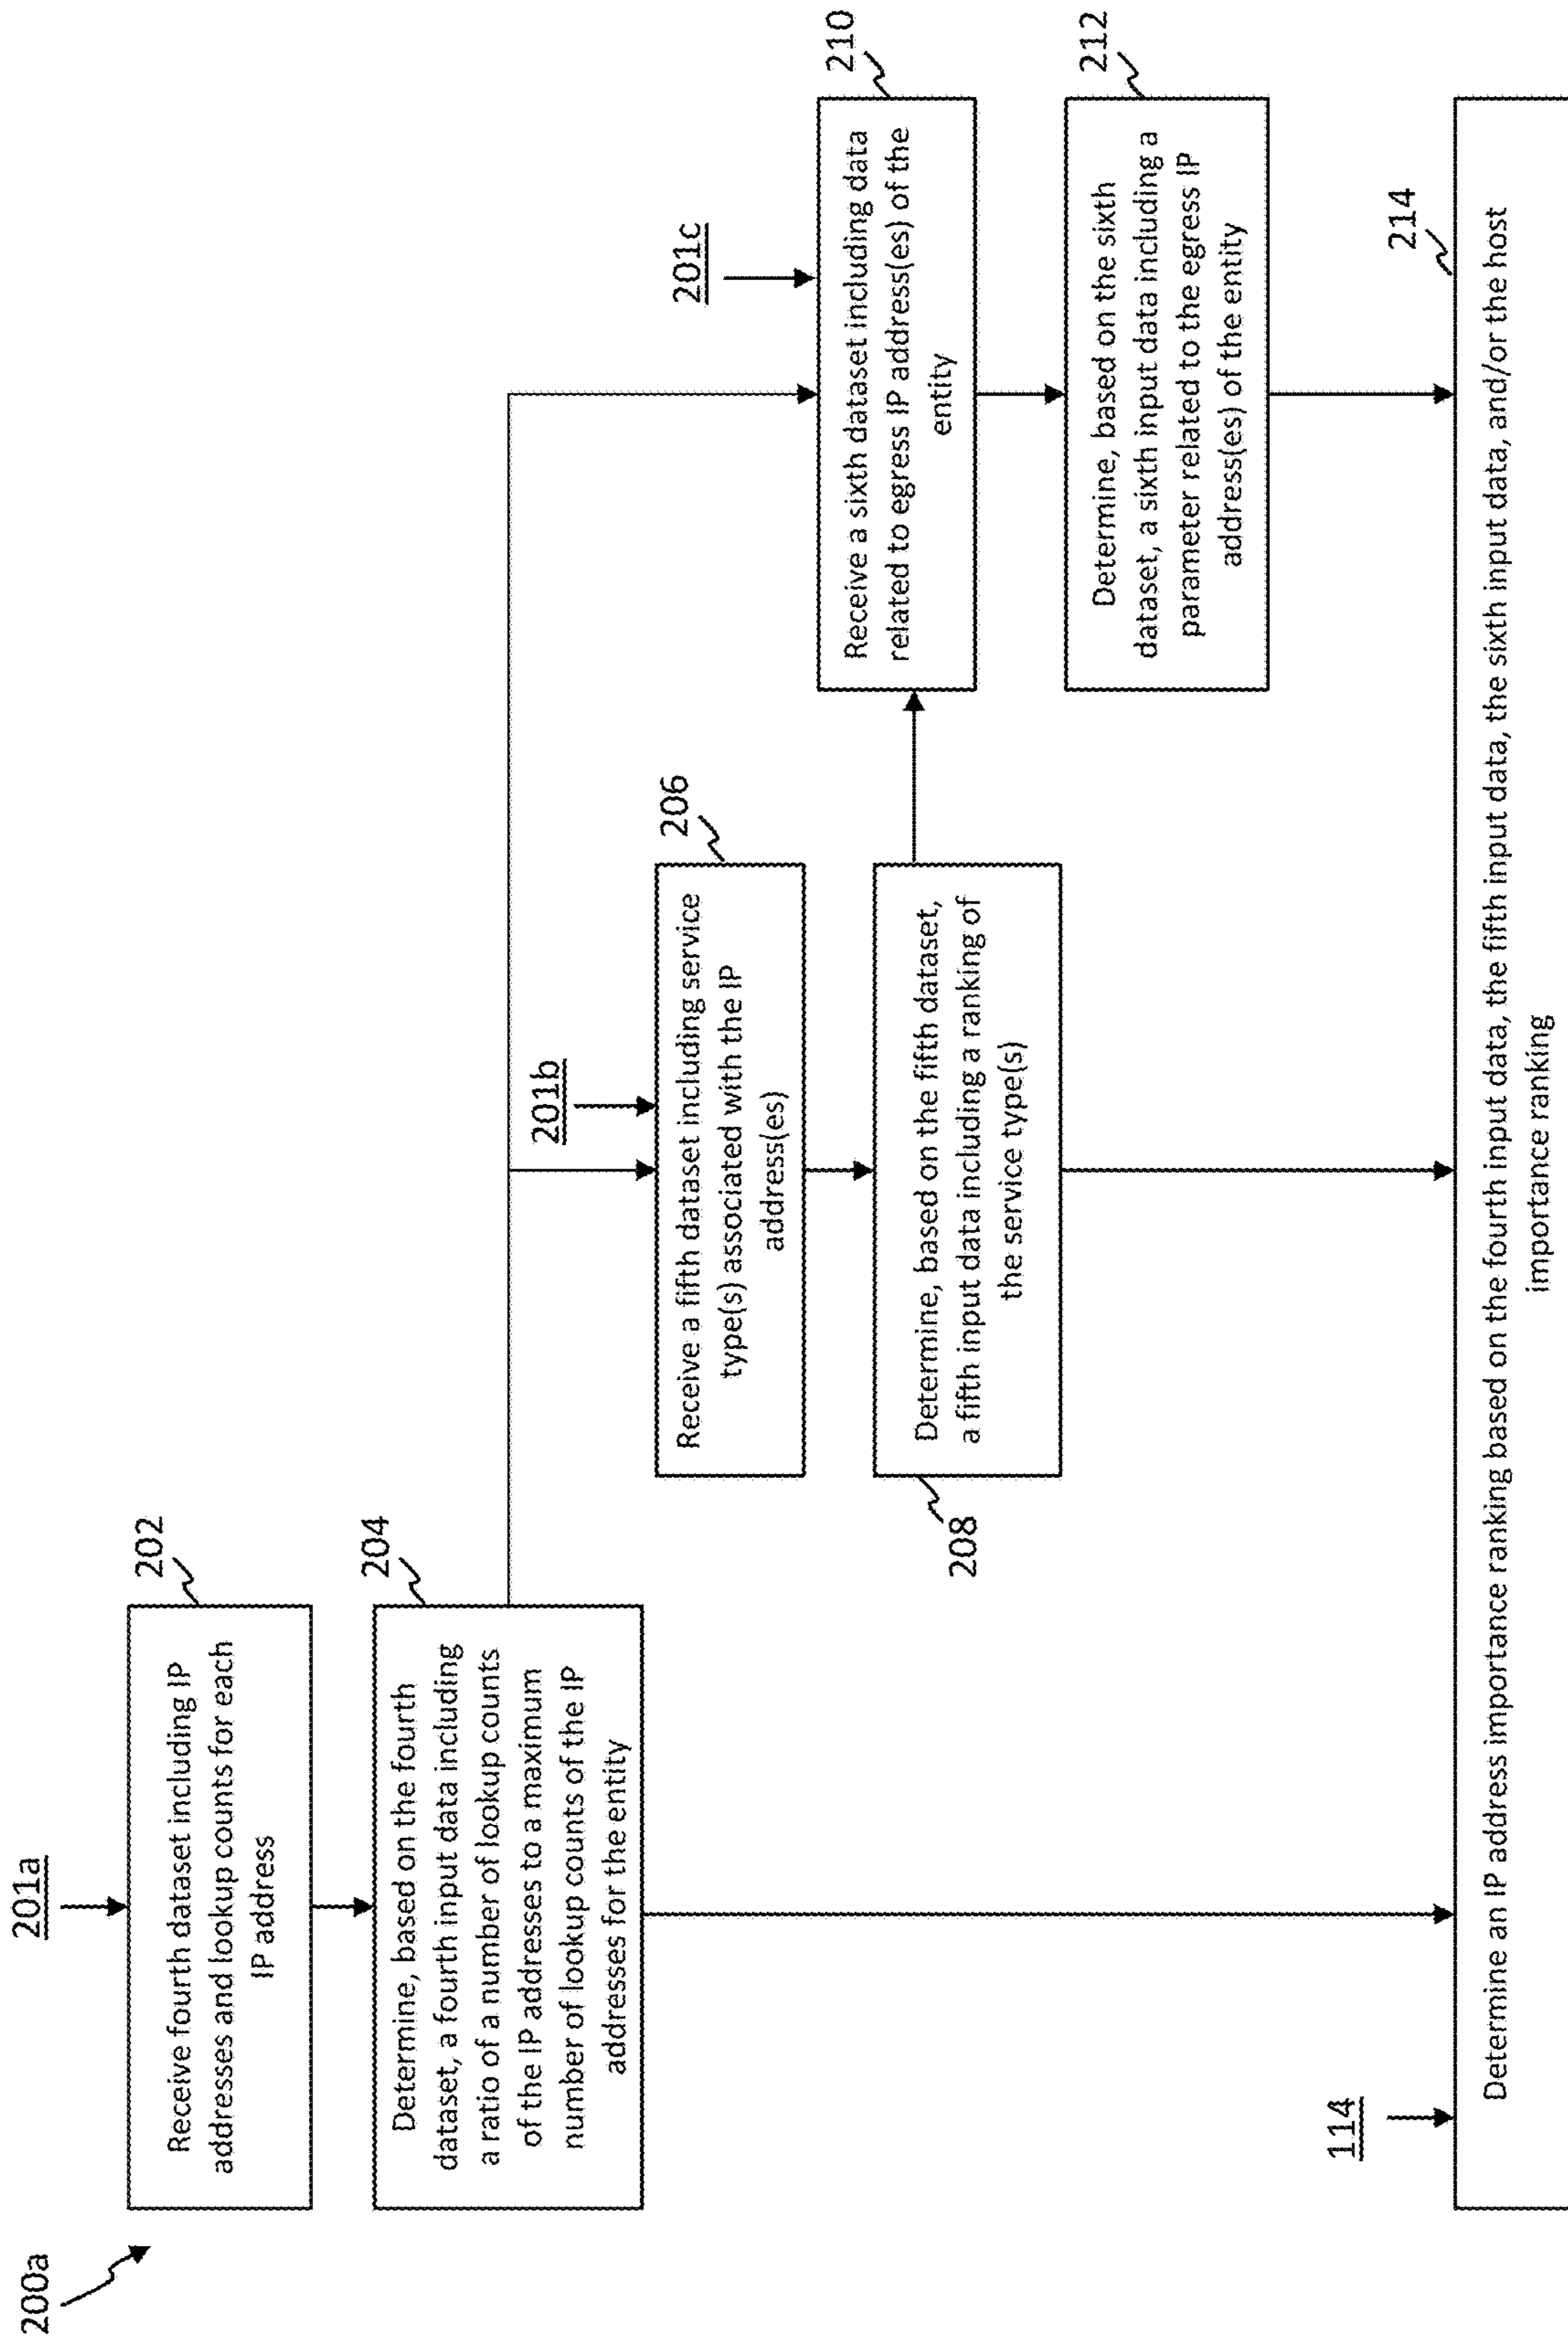 200a
201a
202
Receive fourth dataset including IP
addresses and lookup counts for each
IP address
204
Determine, based on the fourth
dataset, a fourth input data including
a ratio of a number of lookup counts
of the IP addresses to a maximum
number of lookup counts of the IP
addresses for the entity
201b
206
Receive a fifth dataset including service
type(s) associated with the IP
address(es)
208
Determine, based on the fifth dataset,
a fifth input data including a ranking of
the service type(s)
201c
210
Receive a sixth dataset including data
related to egress IP address(es) of the
entity
212
Determine, based on the sixth
dataset, a sixth input data including a
parameter related to the egress IP
address(es) of the entity
114
214
Determine an IP address importance ranking based on the fourth input data, the fifth input data, the sixth input data, and/or the host
importance ranking